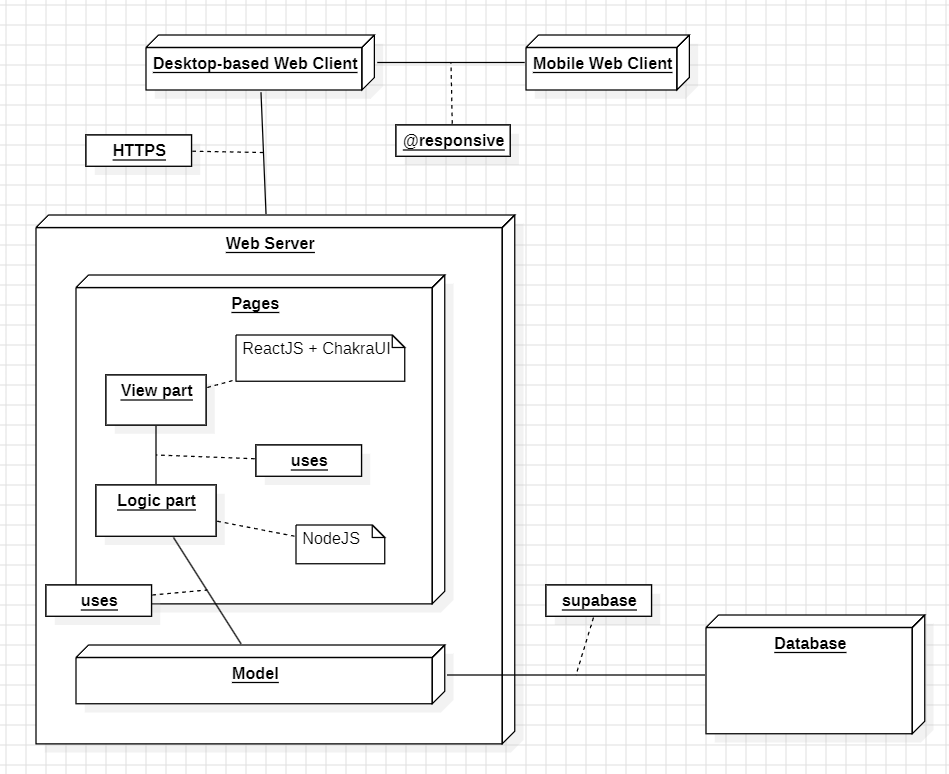 Desktop-based Web Client
Mobile Web Client
@responsive
HTTPS
Web Server
Pages
ReactJS + ChakraUI
View part
uses
Logic part
NodeJS
uses
supabase
Database
Model